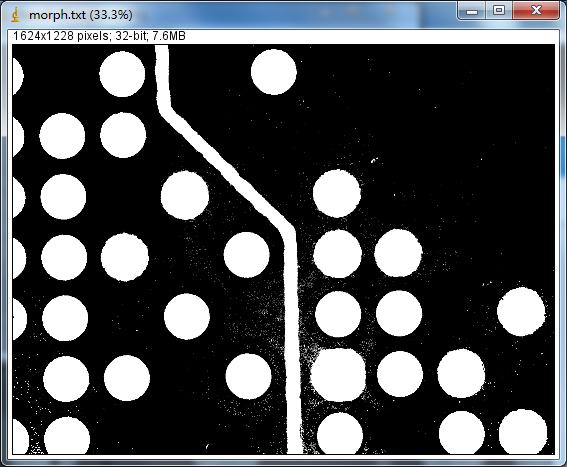 morph.txt (33.3%)
1624x1228 pixels; 32-bit; 7.6MB